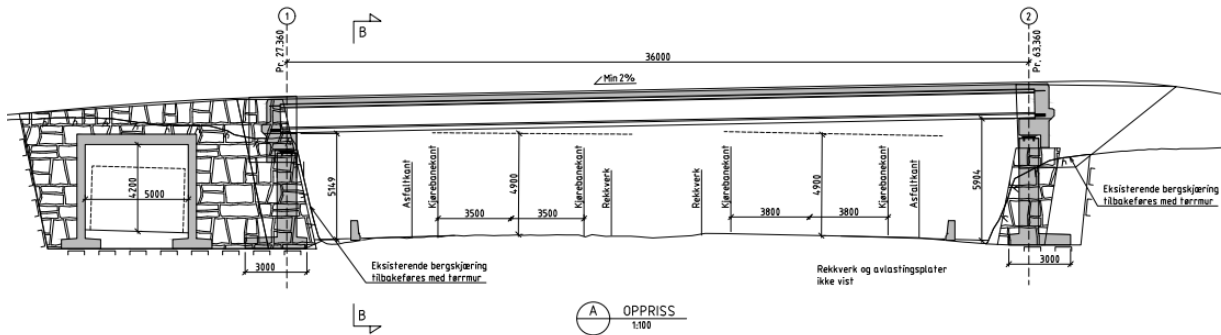 1
B
2
Pr. 27.360
Pr. 63.360
36000
Min 2%
4200
5000
5149
Asfaltkant
Kjørebanekant
4900
Kjørebanekant
Rekkverk
Rekkverk
Kjørebanekant
4900
Kjørebanekant
Asfaltkant
5904
3500
3500
3800
3800
Eksisterende bergskjæring
tilbakeføres med tørrmur
3000
Eksisterende bergskjæring
tilbakeføres med tørrmur
3000
Rekkverk og avlastingsplater
ikke vist
B
A
OPPRISS
1:100